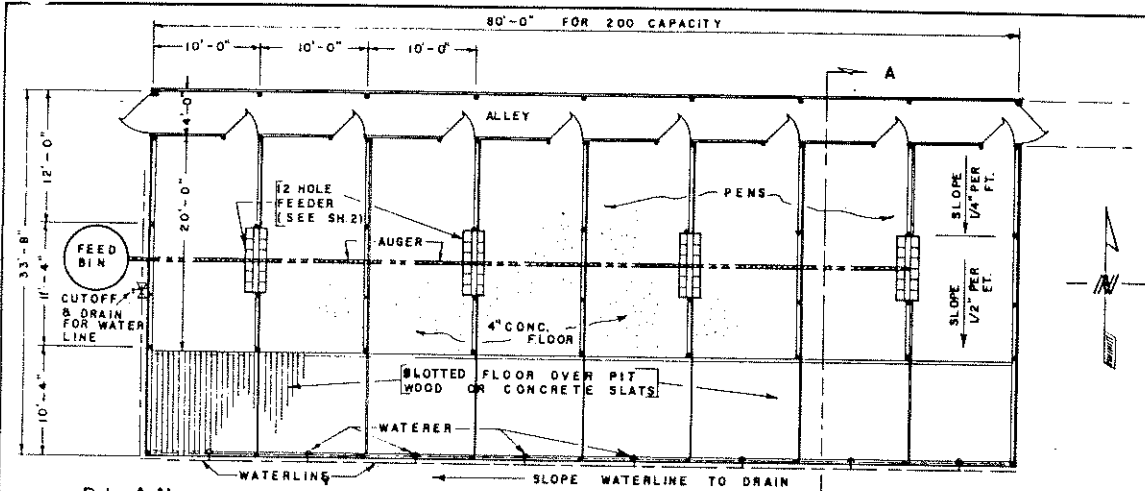 80'-0" FOR 200 CAPACITY
10'-0" 10'-0" 10'-0"
A
4'-0"
ALLEY
12'-0"
33'-8"
20'-0"
12 HOLE
FEEDER
(SEE SH.2)
PENS
SLOPE
1/4" PER
FT.
FEED
BIN
AUGER
11'-4"
CUTOFF
& DRAIN
FOR WATER
LINE
SLOPE
1/2" PER
FT.
N
4" CONC.
FLOOR
SLOTTED FLOOR OVER PIT
WOOD OR CONCRETE SLATS
10'-4"
WATERER
WATERLINE
SLOPE WATERLINE TO DRAIN